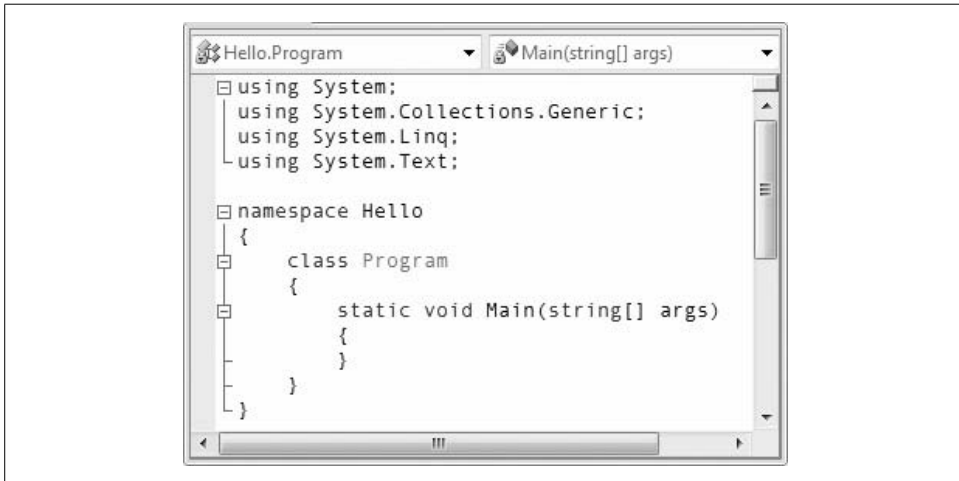 Hello.Program
Main(string[] args)
using System;
using System.Collections.Generic;
using System.Linq;
using System.Text;
namespace Hello
{
class Program
{
static void Main(string[] args)
{
}
}
}